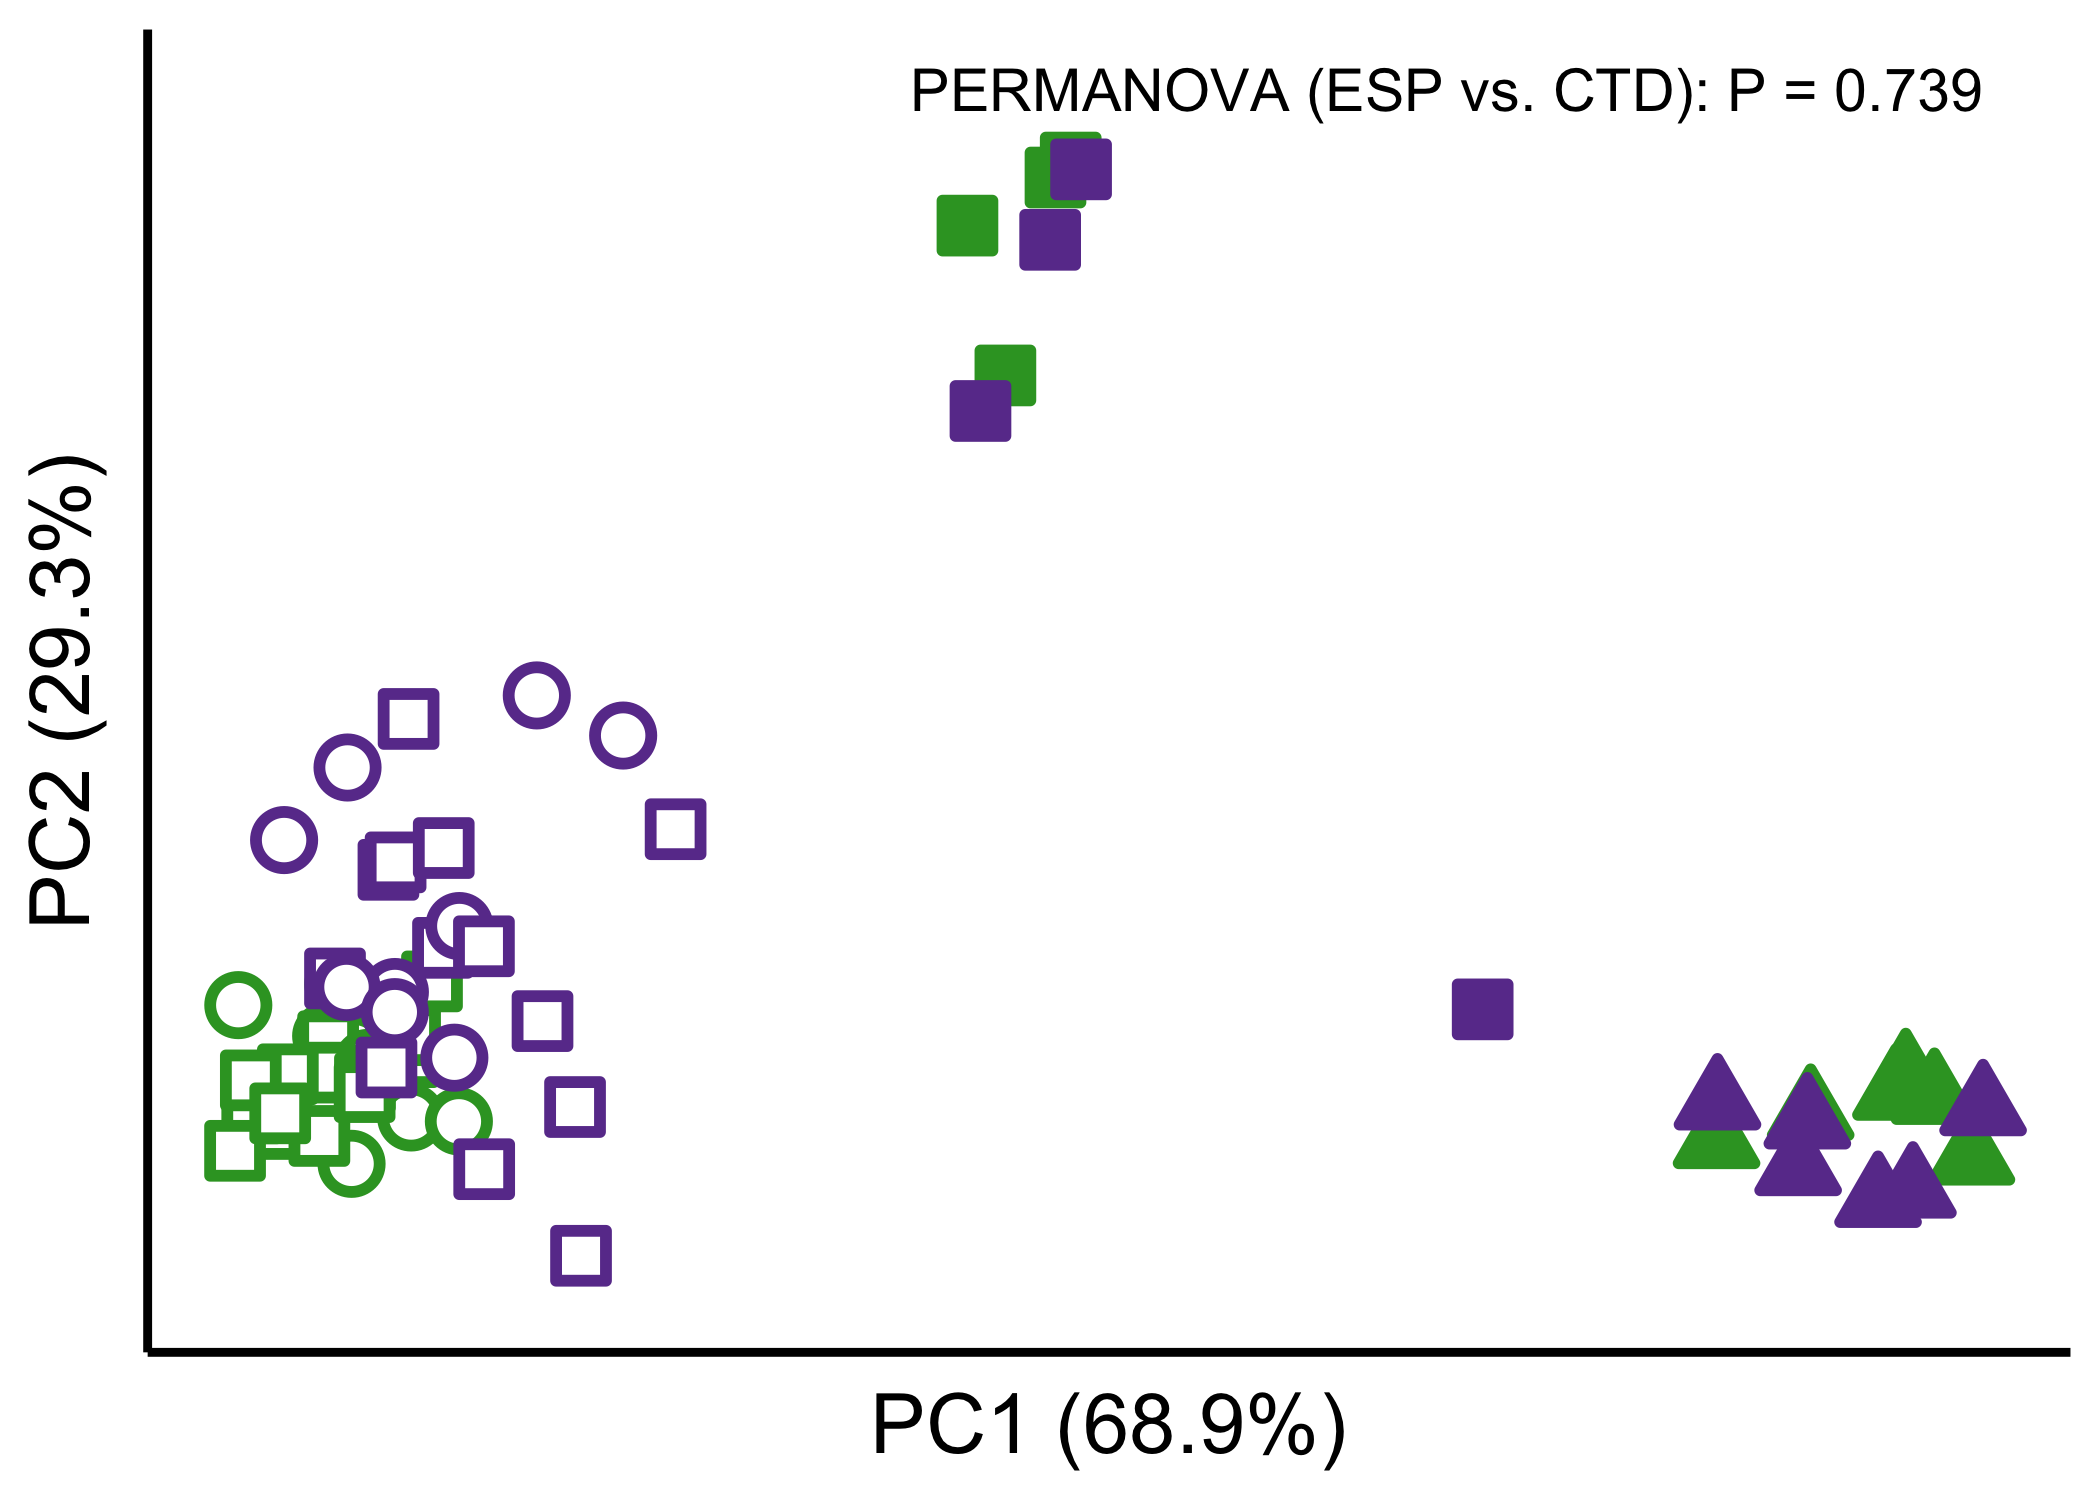 PERMANOVA (ESP vs. CTD): P = 0.739
PC2 (29.3%)
PC1 (68.9%)